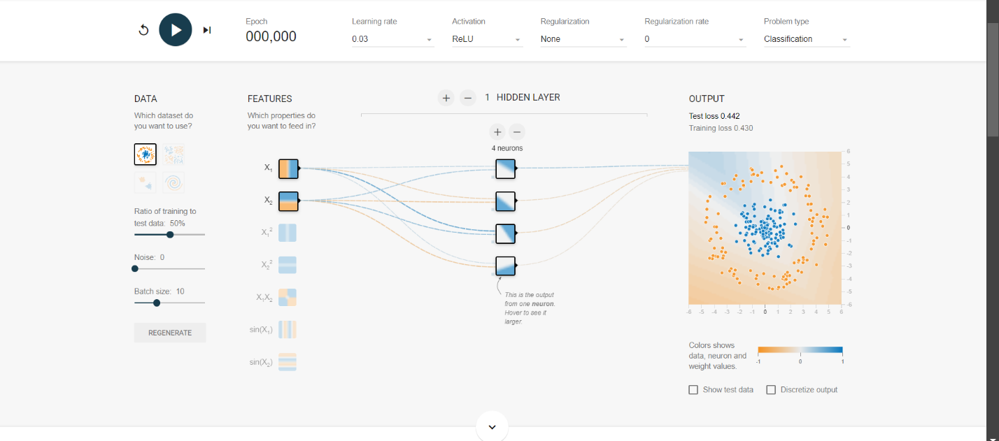 Epoch
000,000
Learning rate
0.03
Activation
ReLU
Regularization
None
Regularization rate
0
Problem type
Classification
DATA
Which dataset do
you want to use?
Ratio of training to
test data: 50%
Noise: 0
Batch size: 10
REGENERATE
FEATURES
Which properties do
you want to feed in?
X1
X2
X1²
X2²
X1X2
sin(X1)
sin(X2)
+ − 1 HIDDEN LAYER
+ −
4 neurons
This is the output
from one neuron.
Hover to see it
larger.
OUTPUT
Test loss 0.442
Training loss 0.430
6
5
4
3
2
1
0
-1
-2
-3
-4
-5
-6
-6 -5 -4 -3 -2 -1 0 1 2 3 4 5 6
Colors shows
data, neuron and
weight values.
-1 0 1
Show test data
Discretize output